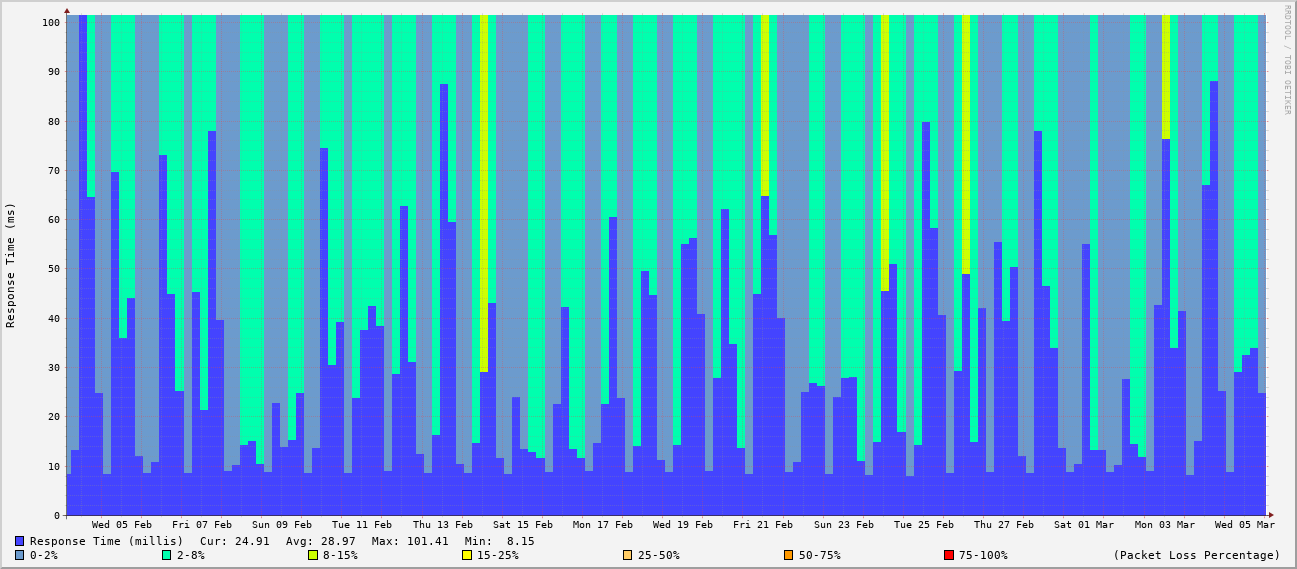 RRDTOOL / TOBI OETIKER
Response Time (ms)
100
90
80
70
60
50
40
30
20
10
0
Wed 05 Feb Fri 07 Feb Sun 09 Feb Tue 11 Feb Thu 13 Feb Sat 15 Feb Mon 17 Feb Wed 19 Feb Fri 21 Feb Sun 23 Feb Tue 25 Feb Thu 27 Feb Sat 01 Mar Mon 03 Mar Wed 05 Mar
Response Time (millis) Cur: 24.91 Avg: 28.97 Max: 101.41 Min: 8.15
0-2% 2-8% 8-15% 15-25% 25-50% 50-75% 75-100% (Packet Loss Percentage)